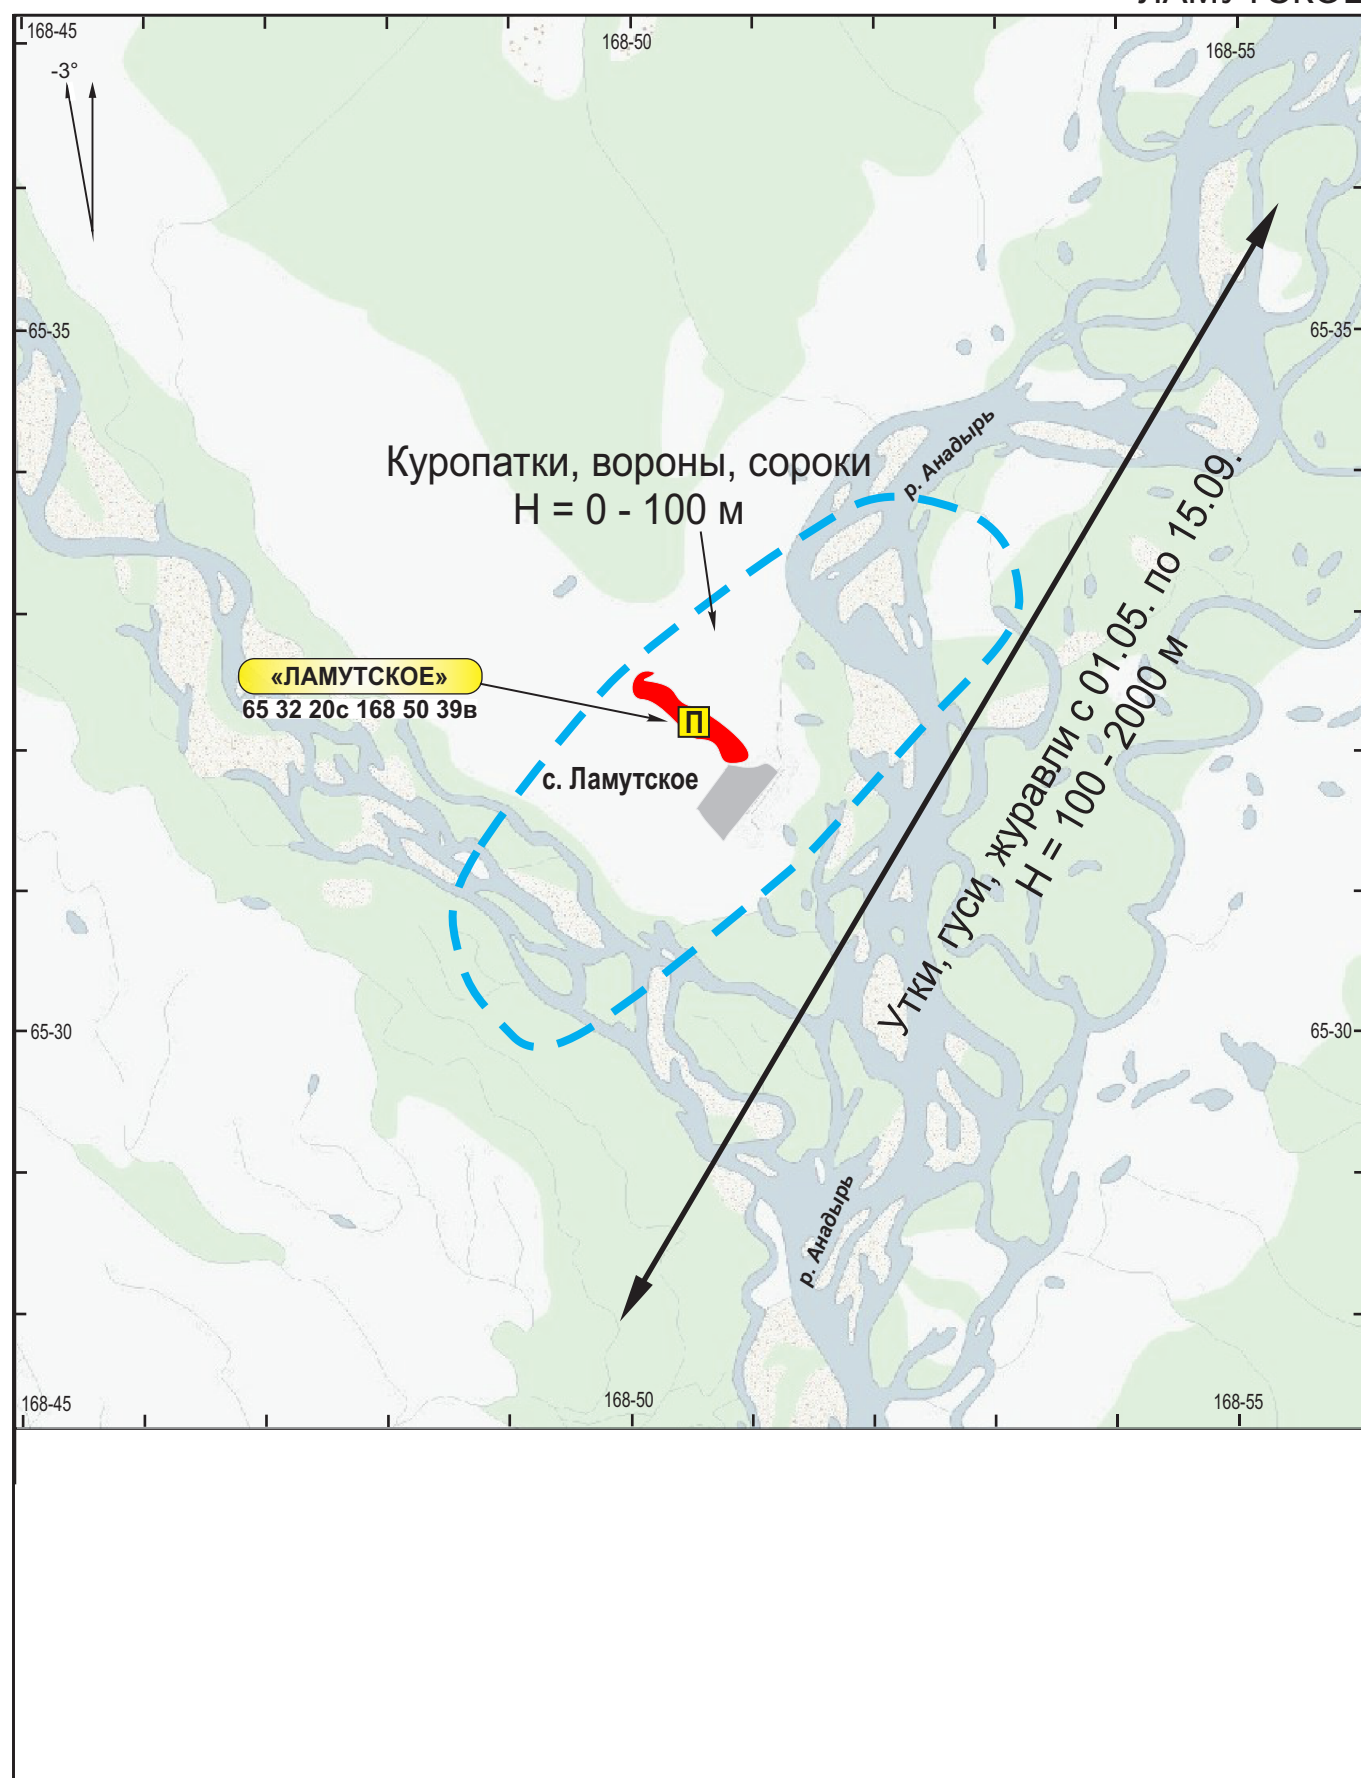 168-45
168-50
168-55
-3°
65-35
65-35
р. Анадырь
Куропатки, вороны, сороки
Н = 0 - 100 м
Утки, гуси, журавли с 01.05. по 15.09.
Н = 100 - 2000 м
«ЛАМУТСКОЕ»
65 32 20с 168 50 39в
П
с. Ламутское
65-30
65-30
р. Анадырь
168-45
168-50
168-55